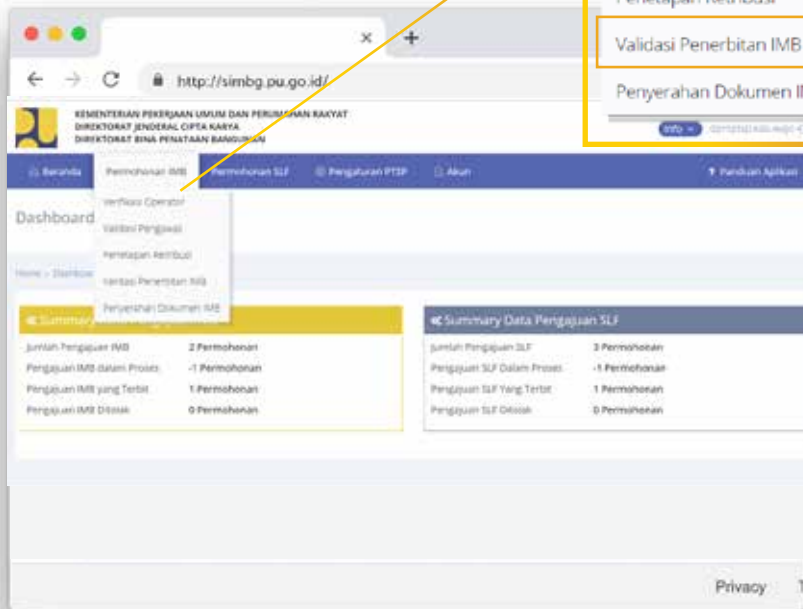 Penetapan Retribusi
Validasi Penerbitan IMB
Penyerahan Dokumen
http://simbg.pu.go.id/
KEMENTERIAN PEKERJAAN UMUM DAN PERUMAHAN RAKYAT
DIREKTORAT JENDERAL CIPTA KARYA
DIREKTORAT BINA PENATAAN BANGUNAN
Info
Beranda Permohonan IMB Permohonan SLF Pengaturan PTSP Akun ? Panduan Aplikasi
Verifikasi Operator
Validasi Pengawas
Penetapan Retribusi
Validasi Penerbitan IMB
Penyerahan Dokumen IMB
Dashboard
Home >
Summary
Jumlah Pengajuan IMB 2 Permohonan
Pengajuan IMB dalam Proses -1 Permohonan
Pengajuan IMB yang Terbit 1 Permohonan
Pengajuan IMB Ditolak 0 Permohonan
Summary Data Pengajuan SLF
Jumlah Pengajuan SLF 3 Permohonan
Pengajuan SLF Dalam Proses -1 Permohonan
Pengajuan SLF Yang Terbit 1 Permohonan
Pengajuan SLF Ditolak 0 Permohonan
Privacy